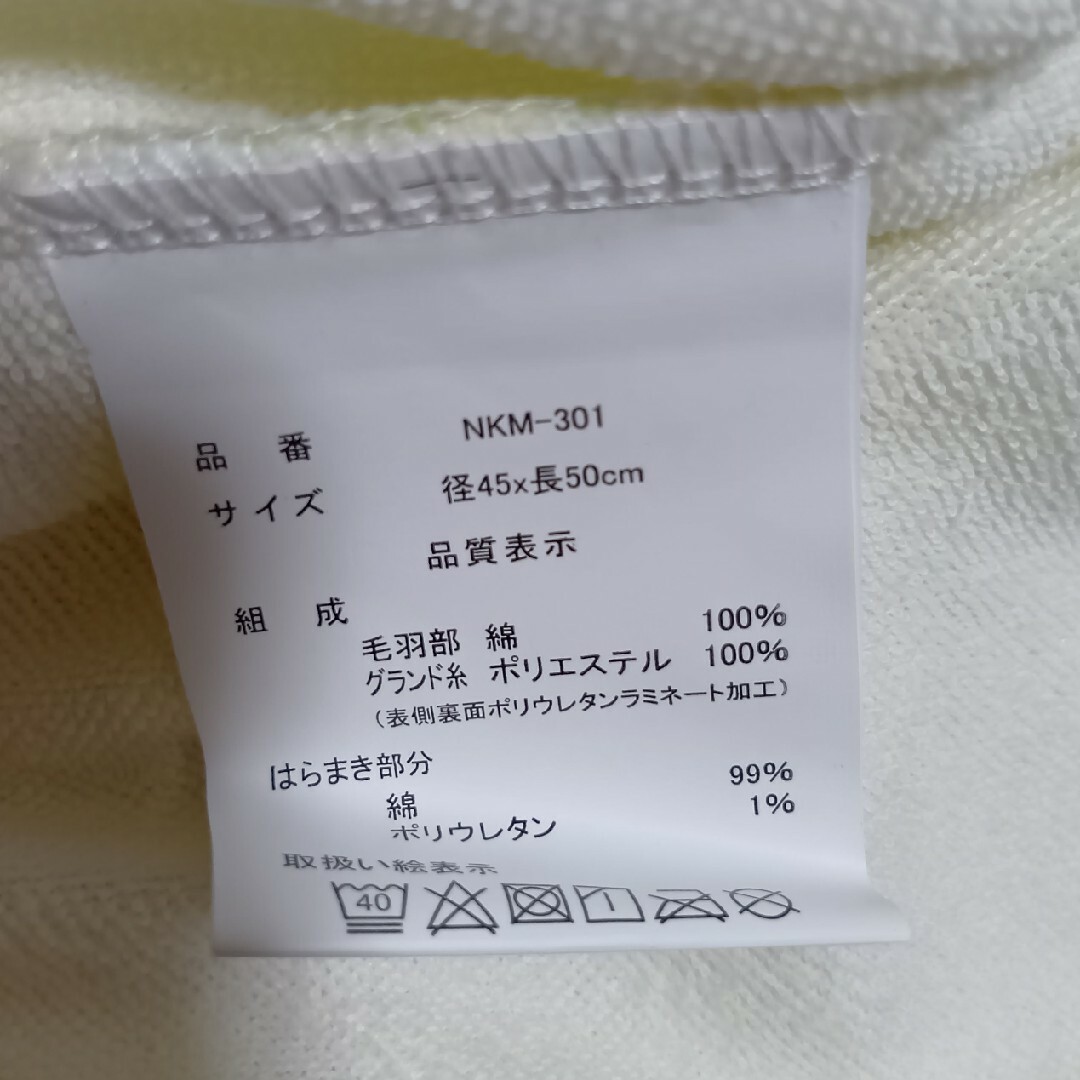 品番 NKM-301
サイズ 径45x長50cm
品質表示
組成
毛羽部 綿 100%
グランド糸 ポリエステル 100%
(表側裏面ポリウレタンラミネート加工)
はらまき部分
綿 99%
ポリウレタン 1%
取扱い絵表示
40